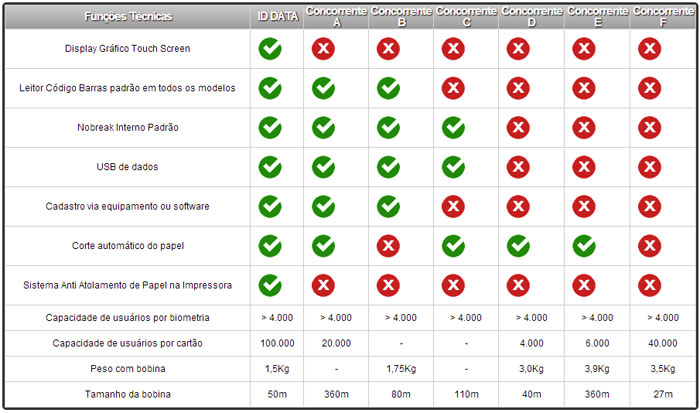 Funções Técnicas ID DATA Concorrente A Concorrente B Concorrente C Concorrente D Concorrente E Concorrente F
Display Gráfico Touch Screen
Leitor Código Barras padrão em todos os modelos
Nobreak Interno Padrão
USB de dados
Cadastro via equipamento ou software
Corte automático do papel
Sistema Anti Atolamento de Papel na Impressora
Capacidade de usuários por biometria > 4.000 > 4.000 > 4.000 > 4.000 > 4.000 > 4.000 > 4.000
Capacidade de usuários por cartão 100.000 20.000 - - 4.000 6.000 40.000
Peso com bobina 1,5Kg - 1,75Kg - 3,0Kg 3,9Kg 3,5Kg
Tamanho da bobina 50m 360m 80m 110m 40m 360m 27m